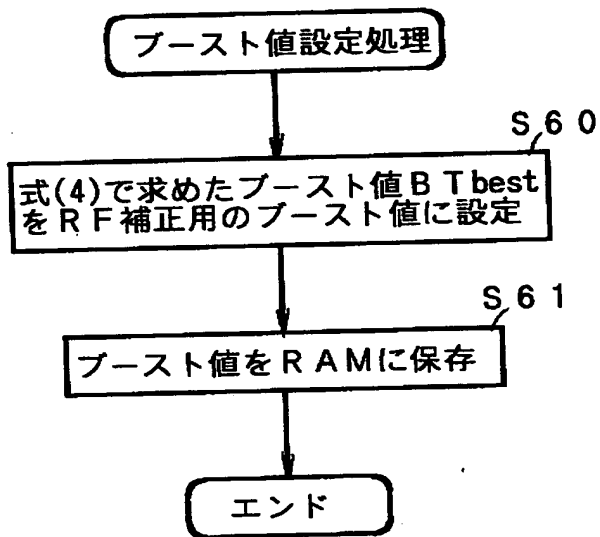 ブースト値設定処理
S60
式(4)で求めたブースト値BTbest
をRF補正用のブースト値に設定
S61
ブースト値をRAMに保存
エンド